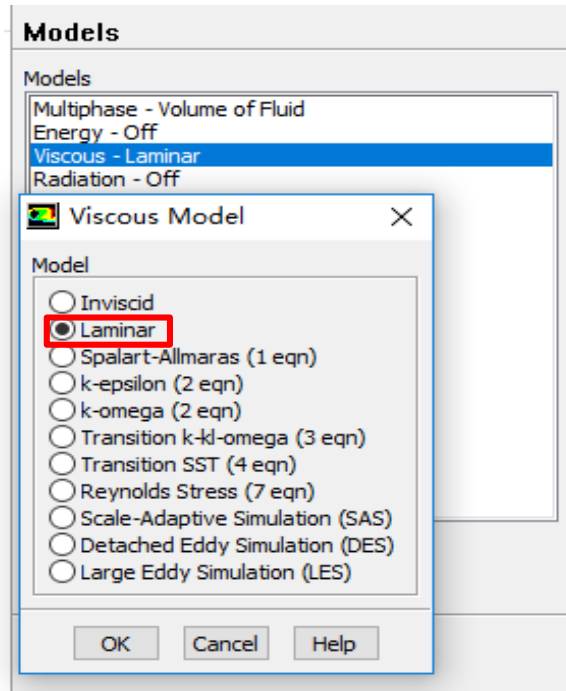 Models
Models
Multiphase - Volume of Fluid
Energy - Off
Viscous - Laminar
Radiation - Off
Viscous Model
Model
Inviscid
Laminar
Spalart-Allmaras (1 eqn)
k-epsilon (2 eqn)
k-omega (2 eqn)
Transition k-kl-omega (3 eqn)
Transition SST (4 eqn)
Reynolds Stress (7 eqn)
Scale-Adaptive Simulation (SAS)
Detached Eddy Simulation (DES)
Large Eddy Simulation (LES)
OK Cancel Help